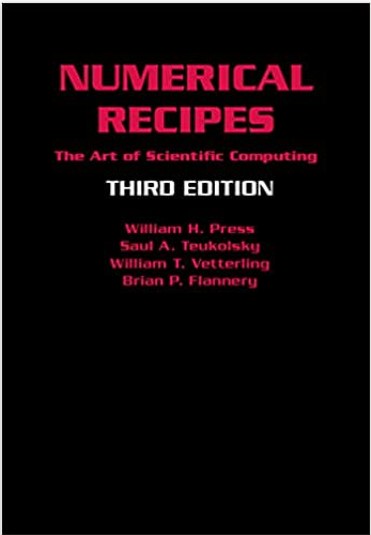 NUMERICAL
RECIPES
The Art of Scientific Computing
THIRD EDITION
William H. Press
Saul A. Teukolsky
William T. Vetterling
Brian P. Flannery